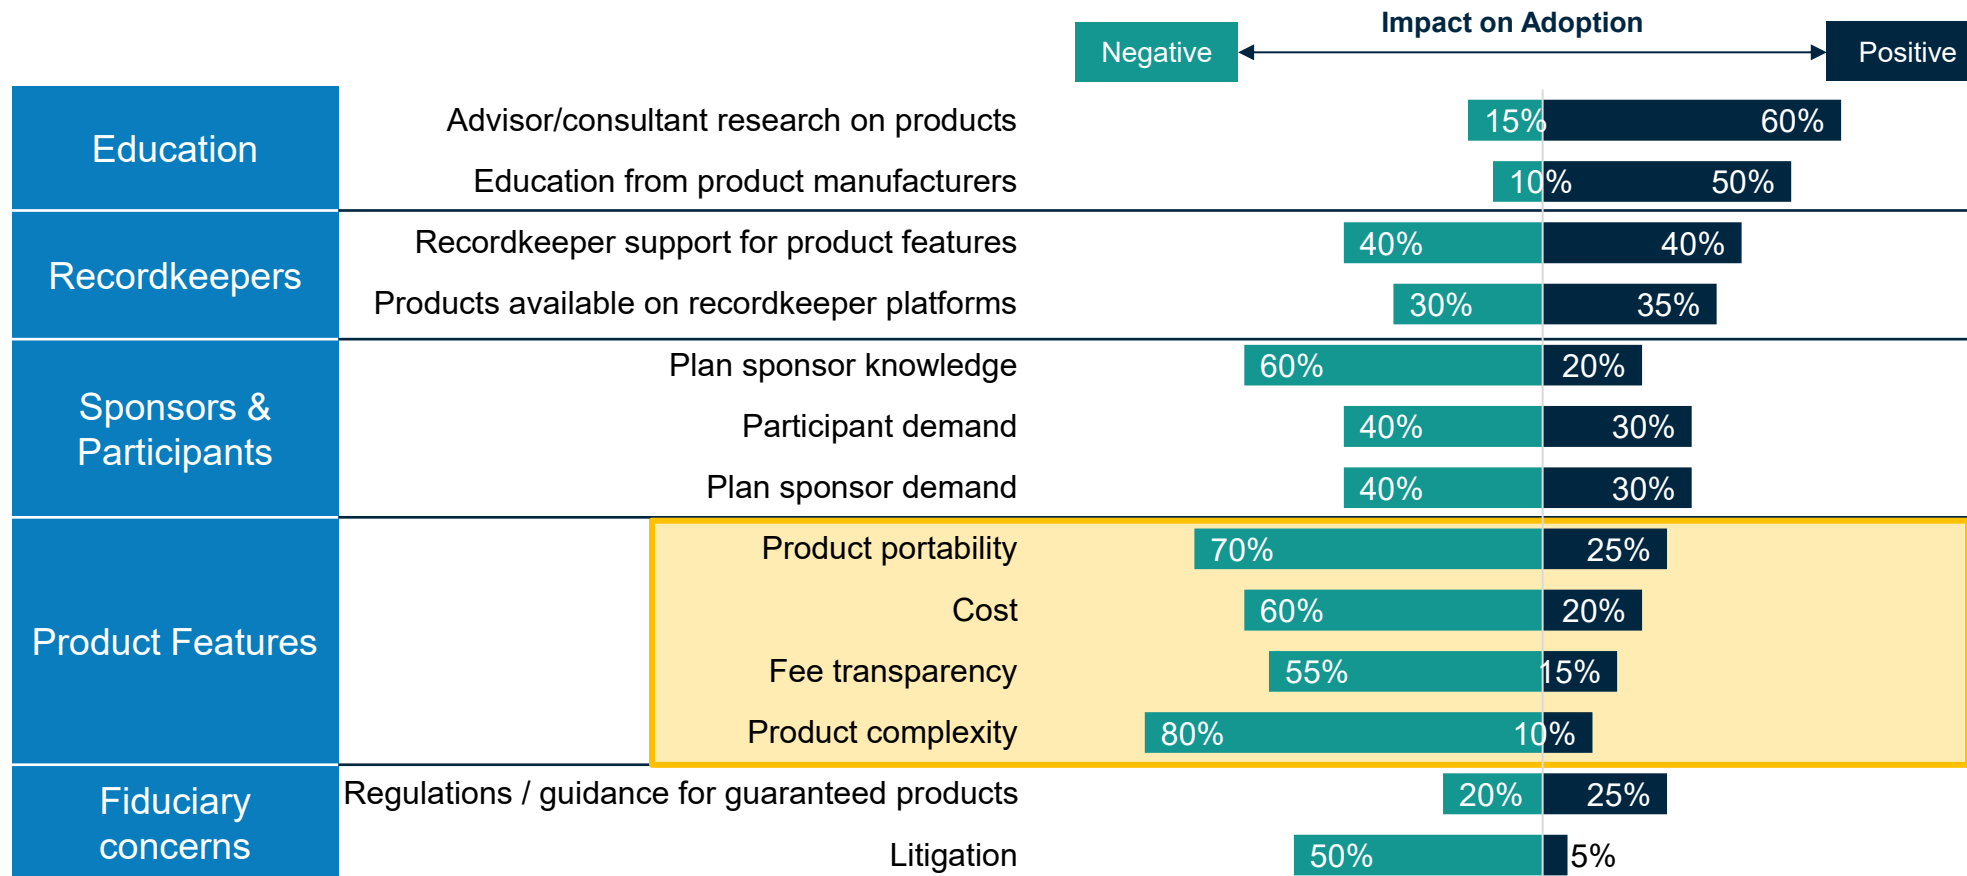 Impact on Adoption
Negative
Positive
Education
Advisor/consultant research on products
15%
60%
Education from product manufacturers
10%
50%
Recordkeepers
Recordkeeper support for product features
40%
40%
Products available on recordkeeper platforms
30%
35%
Sponsors &
Participants
Plan sponsor knowledge
60%
20%
Participant demand
40%
30%
Plan sponsor demand
40%
30%
Product Features
Product portability
70%
25%
Cost
60%
20%
Fee transparency
55%
15%
Product complexity
80%
10%
Fiduciary
concerns
Regulations / guidance for guaranteed products
20%
25%
Litigation
50%
5%